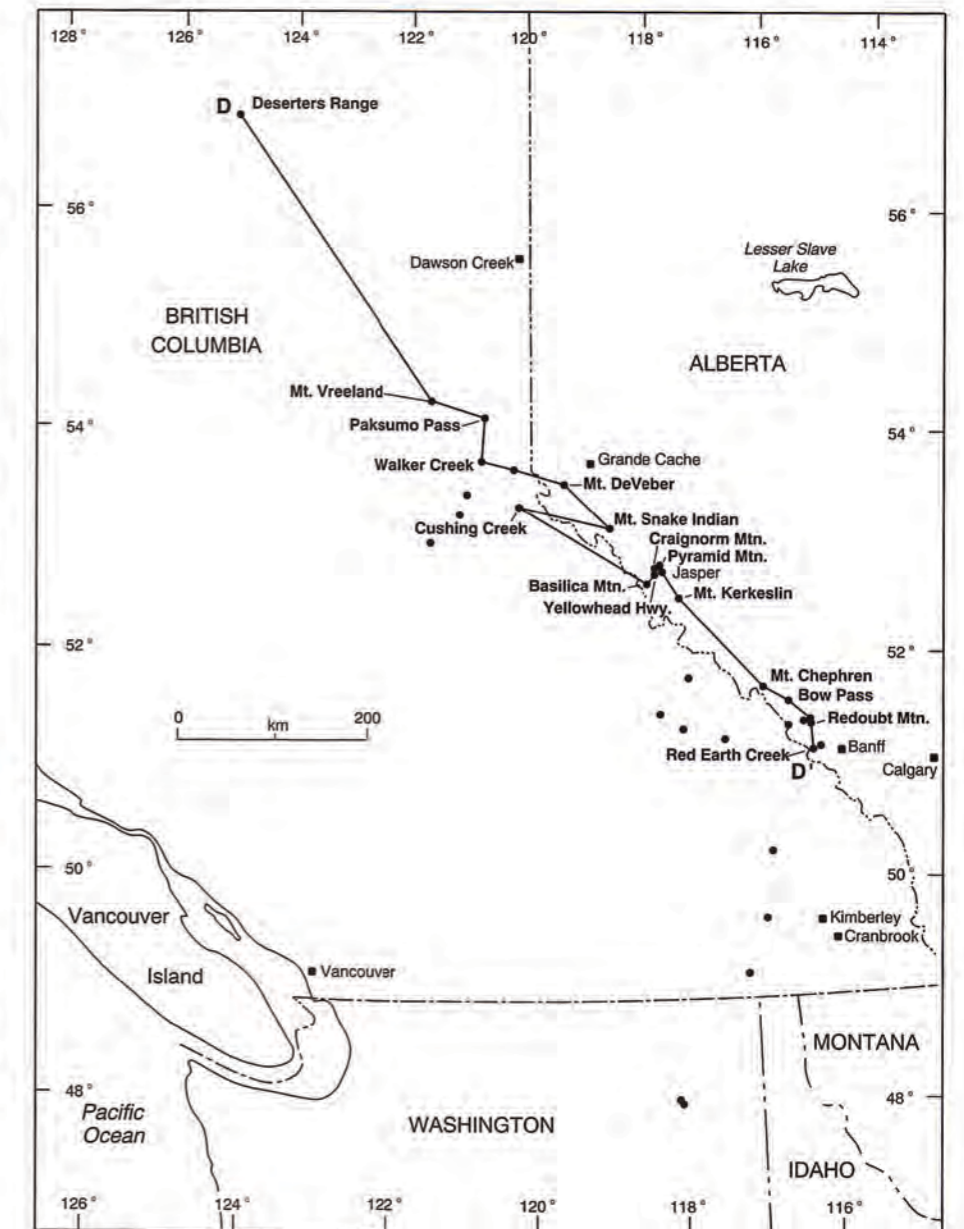 128° 126° 124° 122° 120° 118° 116° 114°
D Deserters Range
56° 56°
Lesser Slave
Lake
Dawson Creek
BRITISH
COLUMBIA
ALBERTA
Mt. Vreeland
54° 54°
Paksumo Pass
Walker Creek
Grande Cache
Mt. DeVeber
Cushing Creek
Mt. Snake Indian
Craignorm Mtn.
Pyramid Mtn.
Jasper
Basilica Mtn.
Mt. Kerkeslin
Yellowhead Hwy.
52° 52°
Mt. Chephren
Bow Pass
0 200
km
Redoubt Mtn.
Red Earth Creek
Banff
D
Calgary
50° 50°
Vancouver
Island
Kimberley
Cranbrook
Vancouver
MONTANA
48° 48°
Pacific
Ocean
WASHINGTON
IDAHO
126° 124° 122° 120° 118° 116°